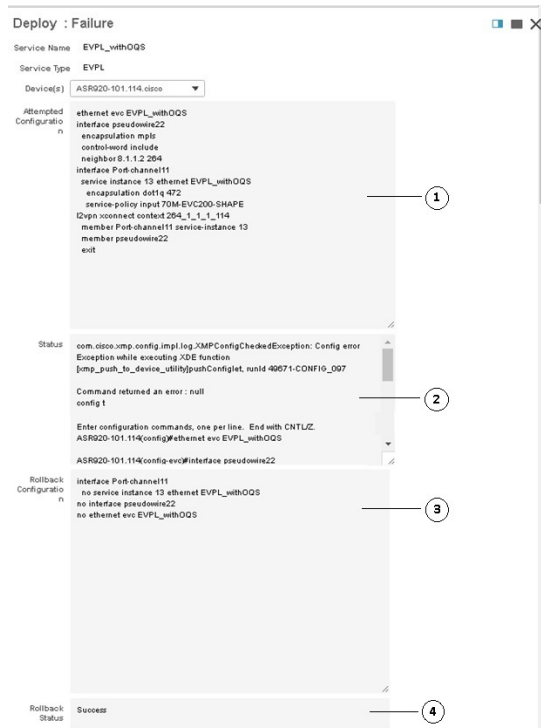 Deploy : Failure
Service Name EVPL_withOQS
Service Type EVPL
Device(s) ASR920-101.114.cisco
Attempted
Configuratio
n
ethernet evc EVPL_withOQS
interface pseudowire22
encapsulation mpls
control-word include
neighbor 8.1.1.2 264
interface Port-channel11
service instance 13 ethernet EVPL_withOQS
encapsulation dot1q 472
service-policy input 70M-EVC200-SHAPE
l2vpn xconnect context 264_1_1_1_114
member Port-channel11 service-instance 13
member pseudowire22
exit
1
Status
com.cisco.xmp.config.impl.log.XMPConfigCheckedException: Config error
Exception while executing XDE function
[xmp_push_to_device_utility]pushConfiglet, runId 49671-CONFIG_097
Command returned an error : null
config t
Enter configuration commands, one per line. End with CNTL/Z.
ASR920-101.114(config)#ethernet evc EVPL_withOQS
ASR920-101.114(config-evc)#interface pseudowire22
2
Rollback
Configuratio
n
interface Port-channel11
no service instance 13 ethernet EVPL_withOQS
no interface pseudowire22
no ethernet evc EVPL_withOQS
3
Rollback
Status
Success
4